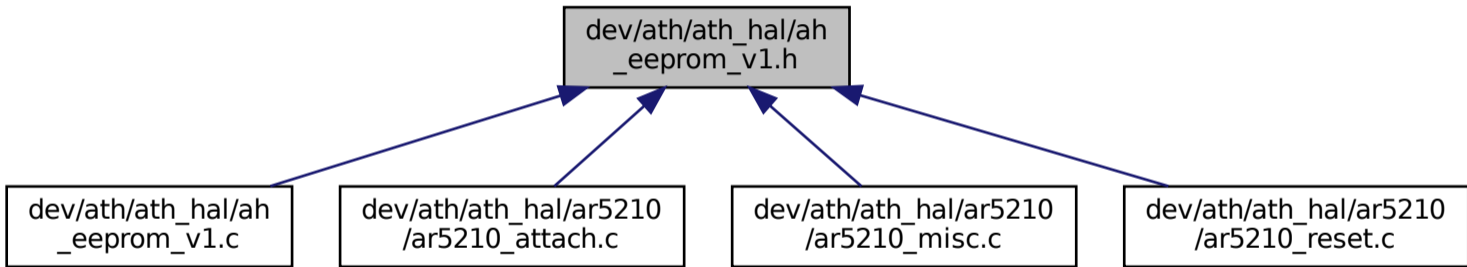 dev/ath/ath_hal/ah
_eeprom_v1.h
dev/ath/ath_hal/ah
_eeprom_v1.c
dev/ath/ath_hal/ar5210
/ar5210_attach.c
dev/ath/ath_hal/ar5210
/ar5210_misc.c
dev/ath/ath_hal/ar5210
/ar5210_reset.c